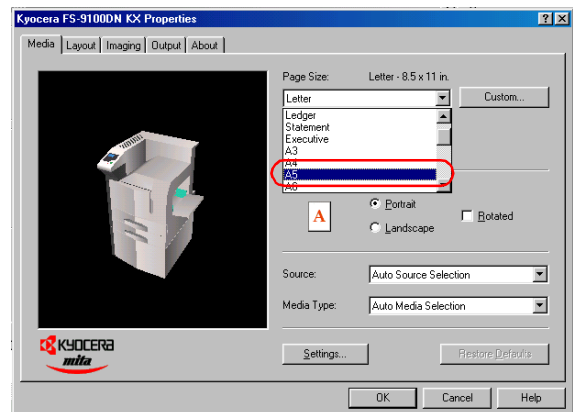 Kyocera FS-9100DN KX Properties
Media Layout Imaging Output About
Page Size: Letter - 8.5 x 11 in.
Letter
Custom...
Ledger
Statement
Executive
A3
A4
A5
A6
A
Portrait
Landscape
Rotated
Source: Auto Source Selection
Media Type: Auto Media Selection
KYOCERA
mita
Settings...
Restore Defaults
OK Cancel Help